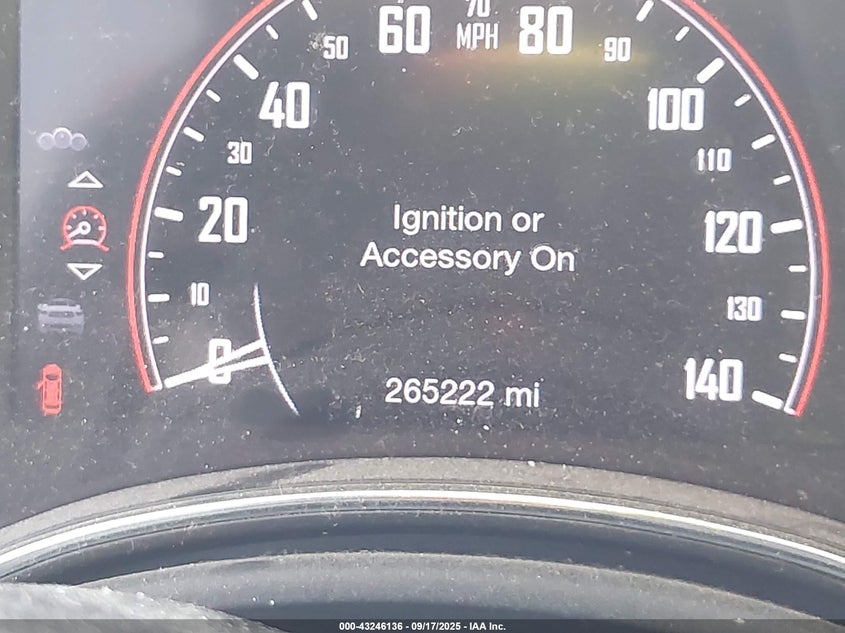 70
60 MPH 80
50 90
40 100
30 110
20 Ignition or 120
Accessory On
10 130
0 265222 mi 140
000-43246136 - 09/17/2025 - IAA Inc.